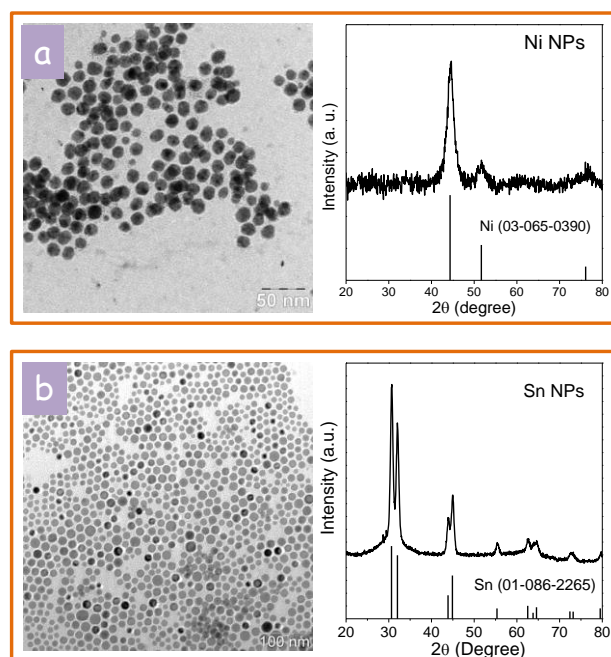 a
50 nm
Ni NPs
Intensity (a. u.)
Ni (03-065-0390)
20 30 40 50 60 70 80
2θ (degree)
b
100 nm
Sn NPs
Intensity (a.u.)
Sn (01-086-2265)
20 30 40 50 60 70 80
2θ (Degree)